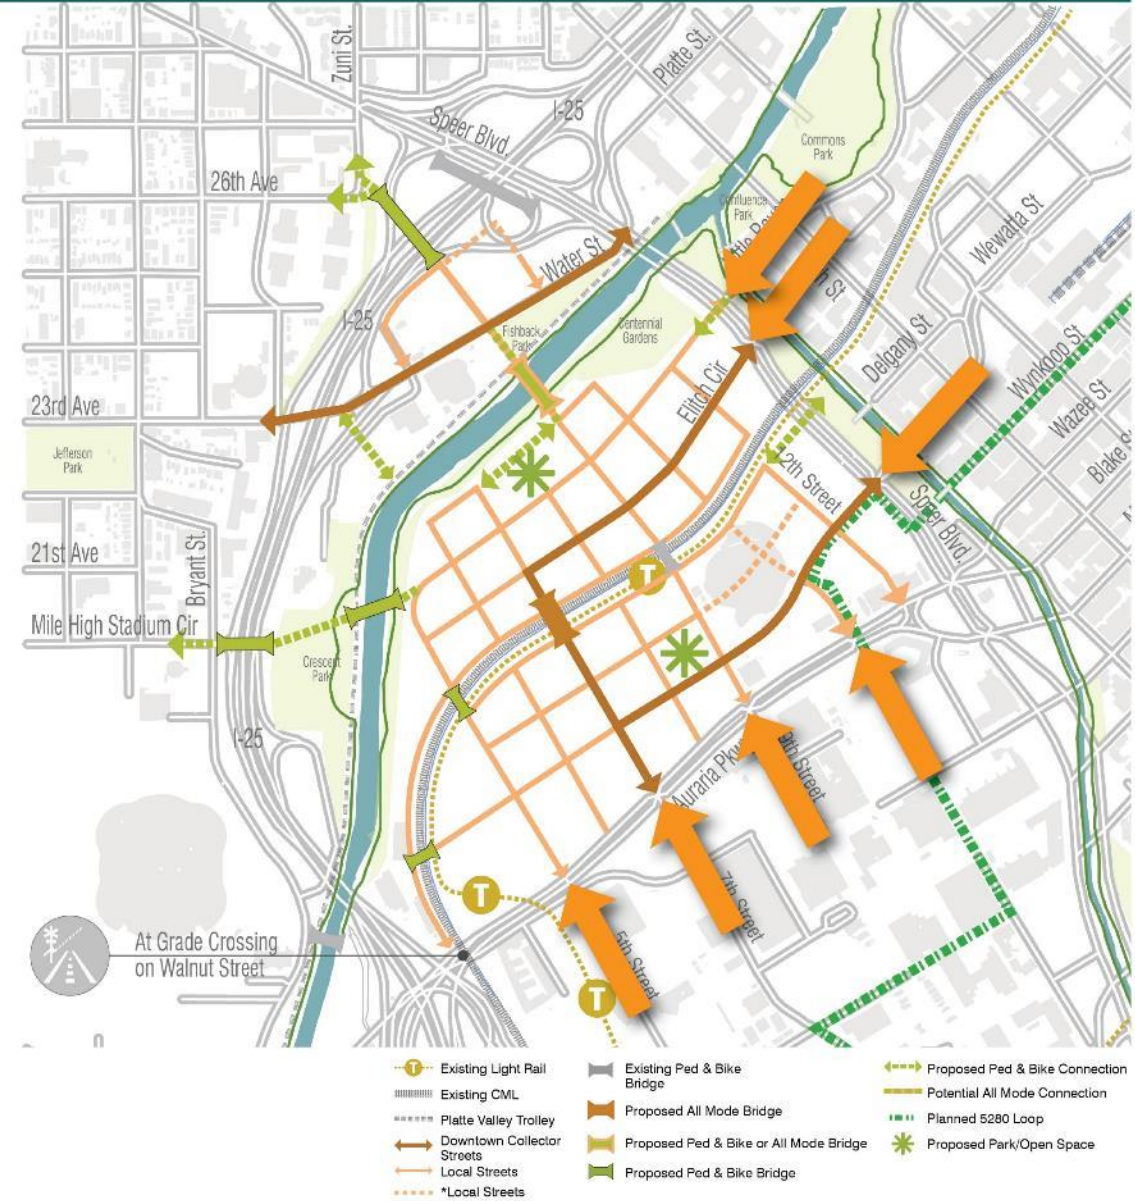 Zuni St.
Platte St.
I-25
Speer Blvd.
Commons
Park
26th Ave
Confluence
Park
Wewatta St
Water St.
I-25
Fishback
Park
Centennial
Gardens
Delgany St
Wynkoop St
Elitch Cir
23rd Ave
Wazee St
Jefferson
Park
Blake
12th Street
Speer Blvd.
21st Ave
Bryant St.
T
Mile High Stadium Cir
Crescent
Park
I-25
Auraria Pkwy
9th Street
7th Street
T
At Grade Crossing
on Walnut Street
5th Street
T
T Existing Light Rail
Existing CML
Platte Valley Trolley
Downtown Collector
Streets
Local Streets
*Local Streets
Existing Ped & Bike
Bridge
Proposed All Mode Bridge
Proposed Ped & Bike or All Mode Bridge
Proposed Ped & Bike Bridge
Proposed Ped & Bike Connection
Potential All Mode Connection
Planned 5280 Loop
Proposed Park/Open Space